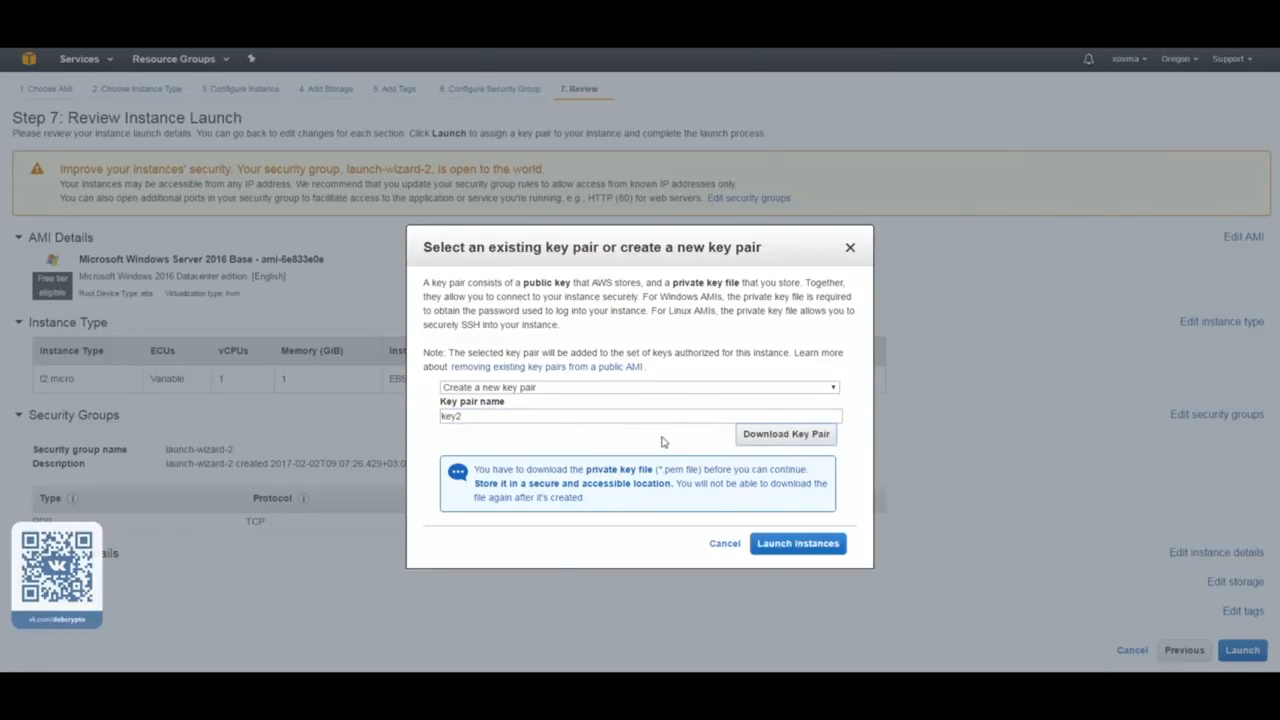 Services
Resource Groups
xoxma
Oregon
Support
1. Choose AMI
2. Choose Instance Type
3. Configure Instance
4. Add Storage
5. Add Tags
6. Configure Security Group
7. Review
Step 7: Review Instance Launch
Please review your instance launch details. You can go back to edit changes for each section. Click Launch to assign a key pair to your instance and complete the launch process.
Improve your instances' security. Your security group, launch-wizard-2, is open to the world.
Your instances may be accessible from any IP address. We recommend that you update your security group rules to allow access from known IP addresses only.
You can also open additional ports in your security group to facilitate access to the application or service you're running, e.g., HTTP (80) for web servers. Edit security groups
AMI Details
Edit AMI
Microsoft Windows Server 2016 Base - ami-6e833e0e
Free tier eligible
Microsoft Windows 2016 Datacenter edition. [English]
Root Device Type: ebs Virtualization type: hvm
Instance Type
Edit instance type
Instance Type
ECUs
vCPUs
Memory (GiB)
t2.micro
Variable
1
1
Security Groups
Edit security groups
Security group name
launch-wizard-2
Description
launch-wizard-2 created 2017-02-02T09:07:26.429+03:0
Type
Protocol
TCP
Edit instance details
Edit storage
Edit tags
Cancel
Previous
Launch
Select an existing key pair or create a new key pair
A key pair consists of a public key that AWS stores, and a private key file that you store. Together,
they allow you to connect to your instance securely. For Windows AMIs, the private key file is required
to obtain the password used to log into your instance. For Linux AMIs, the private key file allows you to
securely SSH into your instance.
Note: The selected key pair will be added to the set of keys authorized for this instance. Learn more
about removing existing key pairs from a public AMI.
Create a new key pair
Key pair name
key2
Download Key Pair
You have to download the private key file (*.pem file) before you can continue.
Store it in a secure and accessible location. You will not be able to download the
file again after it's created.
Cancel
Launch Instances
vk.com/dobcrypto